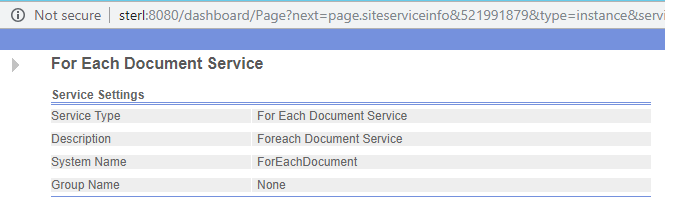 Not secure sterl:8080/dashboard/Page?next=page.siteserviceinfo&521991879&type=instance&servi
For Each Document Service
Service Settings
Service Type For Each Document Service
Description Foreach Document Service
System Name ForEachDocument
Group Name None